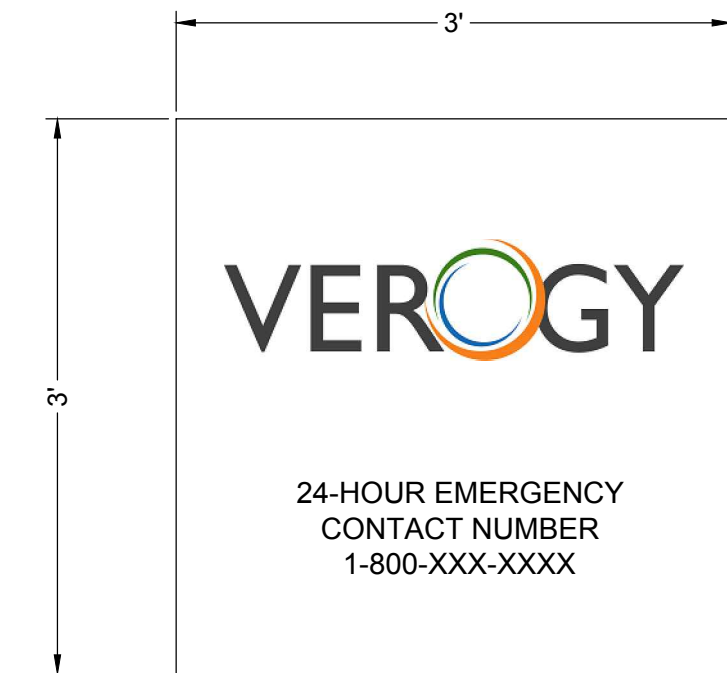 3'
3'
VEROGY
24-HOUR EMERGENCY
CONTACT NUMBER
1-800-XXX-XXXX